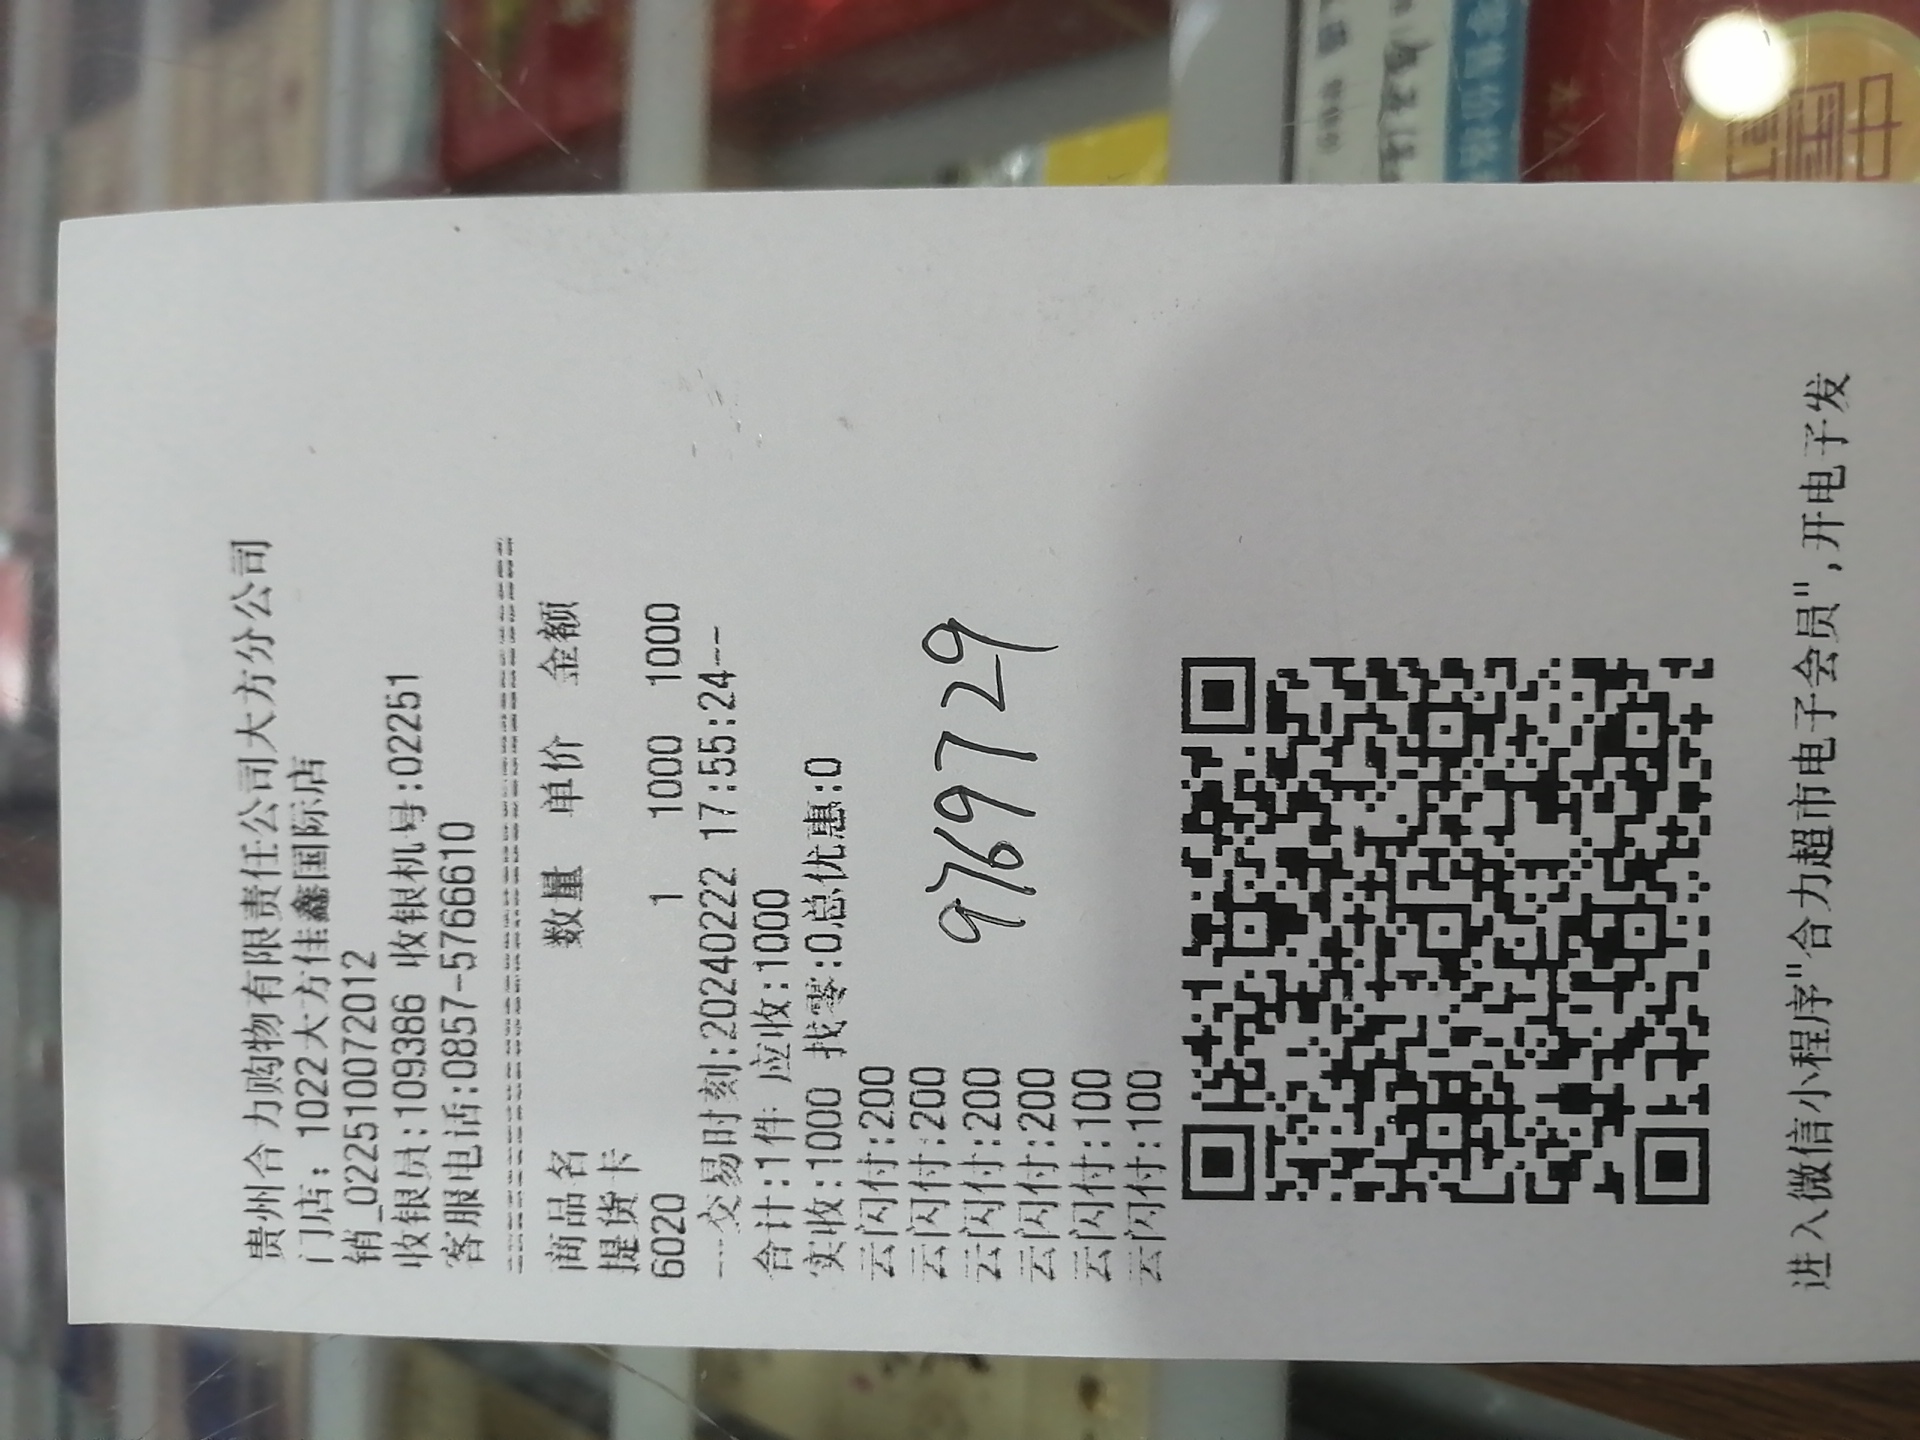 贵州合力购物有限责任公司大方分公司
门店: 1022大方佳鑫国际店
销_022510072012
收银员:109386 收银机号:02251
客服电话:0857-5766610
商品名 数量 单价 金额
提货卡
6020 1 1000 1000
---交易时刻:20240222 17:55:24--
合计:1件 应收:1000
实收:1000 找零:0总优惠:0
云闪付:200
云闪付:200
云闪付:200
云闪付:200
云闪付:100
云闪付:100
9769729
进入微信小程序"合力超市电子会员",开电子发
中国